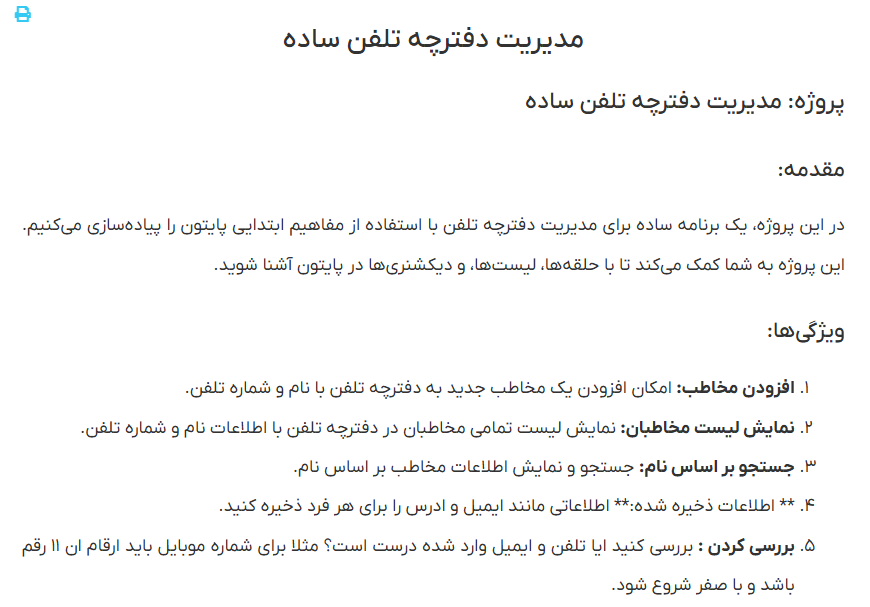 مدیریت دفترچه تلفن ساده
پروژه: مدیریت دفترچه تلفن ساده
مقدمه:
در این پروژه، یک برنامه ساده برای مدیریت دفترچه تلفن با استفاده از مفاهیم ابتدایی پایتون را پیاده‌سازی می‌کنیم.
این پروژه به شما کمک می‌کند تا با حلقه‌ها، لیست‌ها، و دیکشنری‌ها در پایتون آشنا شوید.
ویژگی‌ها:
۱. افزودن مخاطب: امکان افزودن یک مخاطب جدید به دفترچه تلفن با نام و شماره تلفن.
۲. نمایش لیست مخاطبان: نمایش لیست تمامی مخاطبان در دفترچه تلفن با اطلاعات نام و شماره تلفن.
۳. جستجو بر اساس نام: جستجو و نمایش اطلاعات مخاطب بر اساس نام.
۴. ** اطلاعات ذخیره شده:** اطلاعاتی مانند ایمیل و ادرس را برای هر فرد ذخیره کنید.
۵. بررسی کردن : بررسی کنید ایا تلفن و ایمیل وارد شده درست است؟ مثلا برای شماره موبایل باید ارقام ان ۱۱ رقم
باشد و با صفر شروع شود.